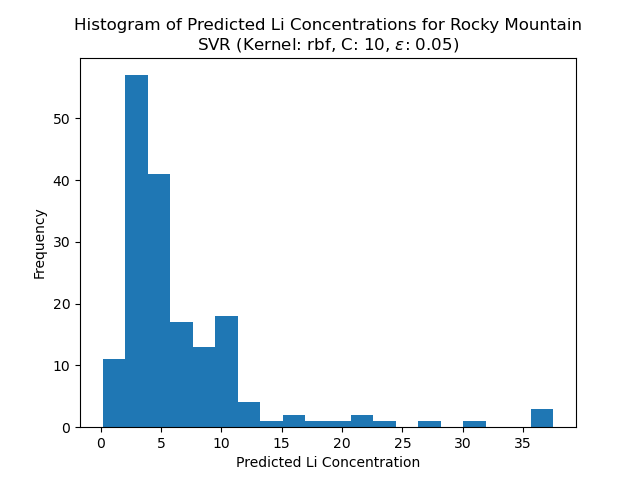 Histogram of Predicted Li Concentrations for Rocky Mountain
SVR (Kernel: rbf, C: 10, ε: 0.05)
50
40
30
20
10
0
Frequency
0 5 10 15 20 25 30 35
Predicted Li Concentration